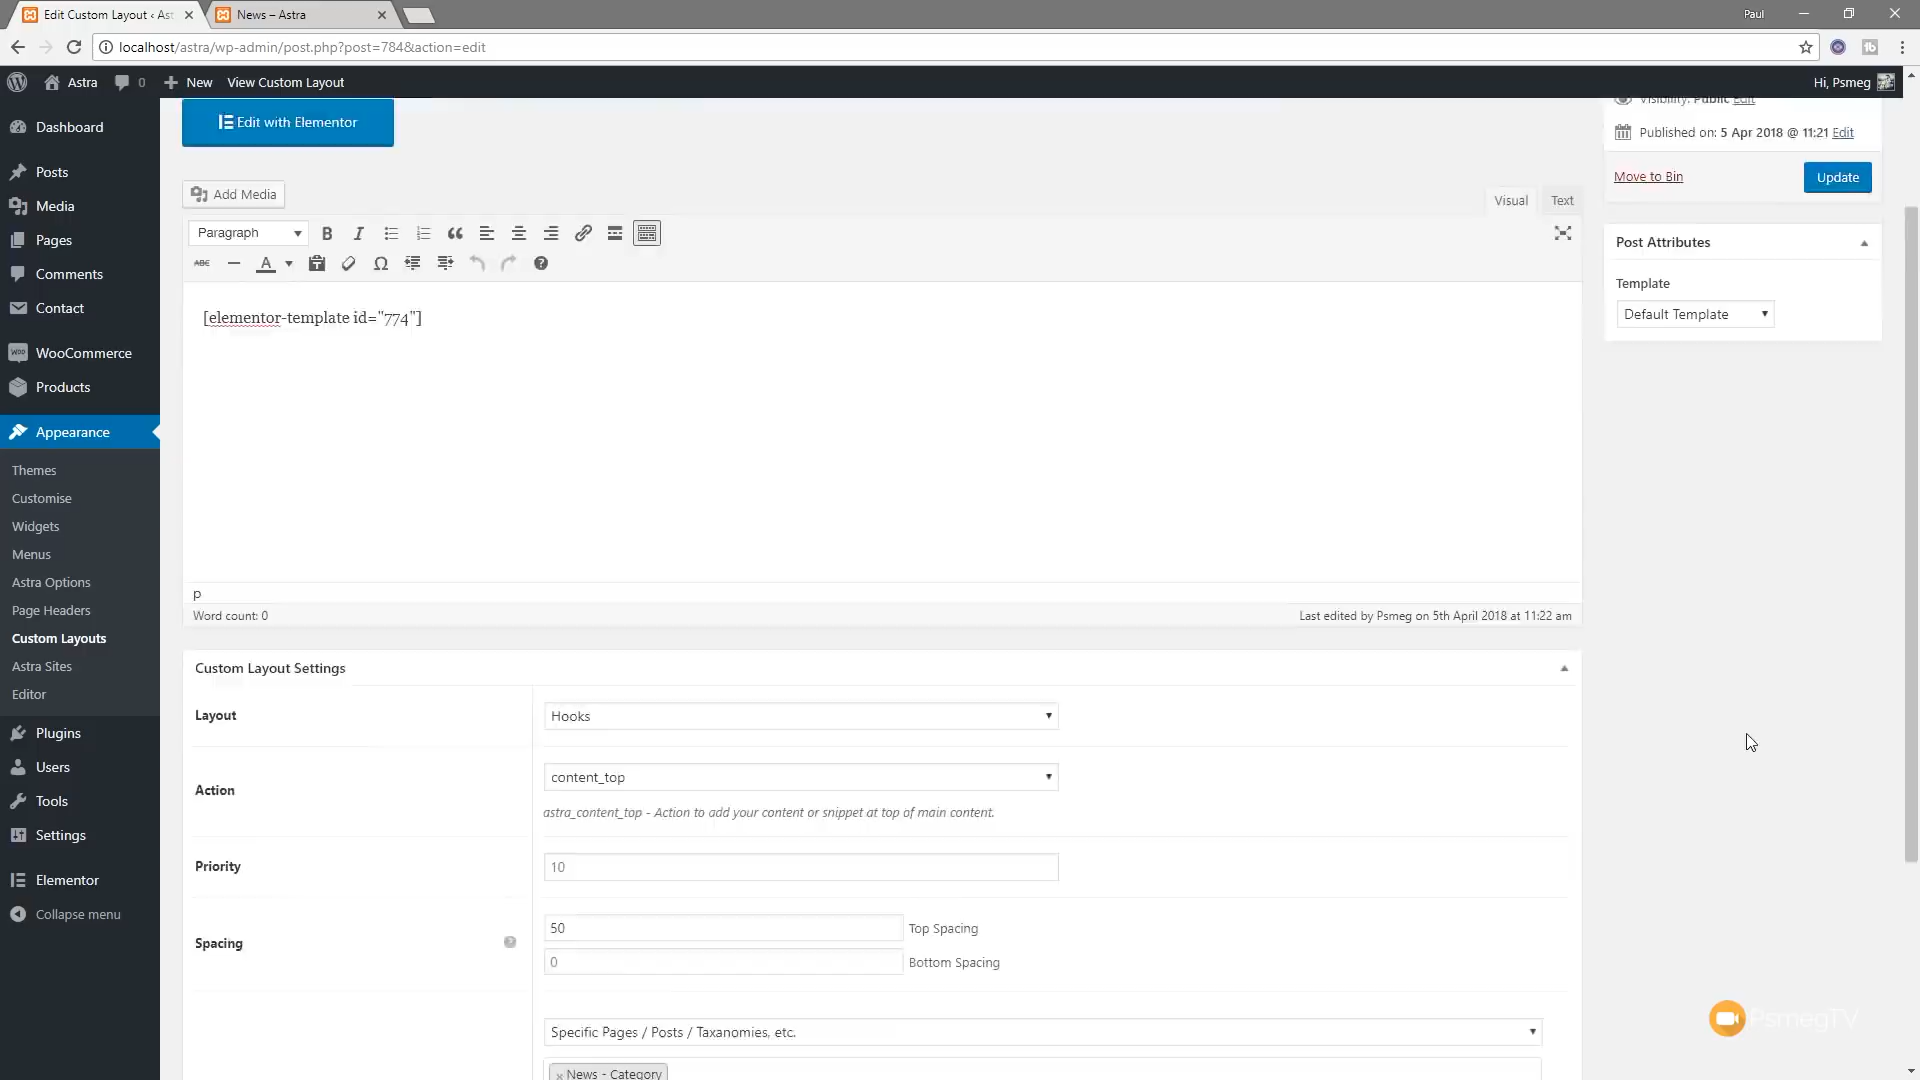 Edit Custom Layout ‹ Ast
News – Astra
Paul
localhost/astra/wp-admin/post.php?post=784&action=edit
Astra
0
New
View Custom Layout
Hi, Psmeg
Dashboard
Posts
Media
Pages
Comments
Contact
WooCommerce
Products
Appearance
Themes
Customise
Widgets
Menus
Astra Options
Page Headers
Custom Layouts
Astra Sites
Editor
Plugins
Users
Tools
Settings
Elementor
Collapse menu
Edit with Elementor
Add Media
Visual
Text
Paragraph
B
I
ABC
A
Ω
[elementor-template id="774"]
p
Word count: 0
Last edited by Psmeg on 5th April 2018 at 11:22 am
Custom Layout Settings
Layout
Hooks
Action
content_top
astra_content_top - Action to add your content or snippet at top of main content.
Priority
10
Spacing
50
Top Spacing
0
Bottom Spacing
Specific Pages / Posts / Taxanomies, etc.
× News - Category
Visibility: Public Edit
Published on: 5 Apr 2018 @ 11:21 Edit
Move to Bin
Update
Post Attributes
Template
Default Template
PsmegTV